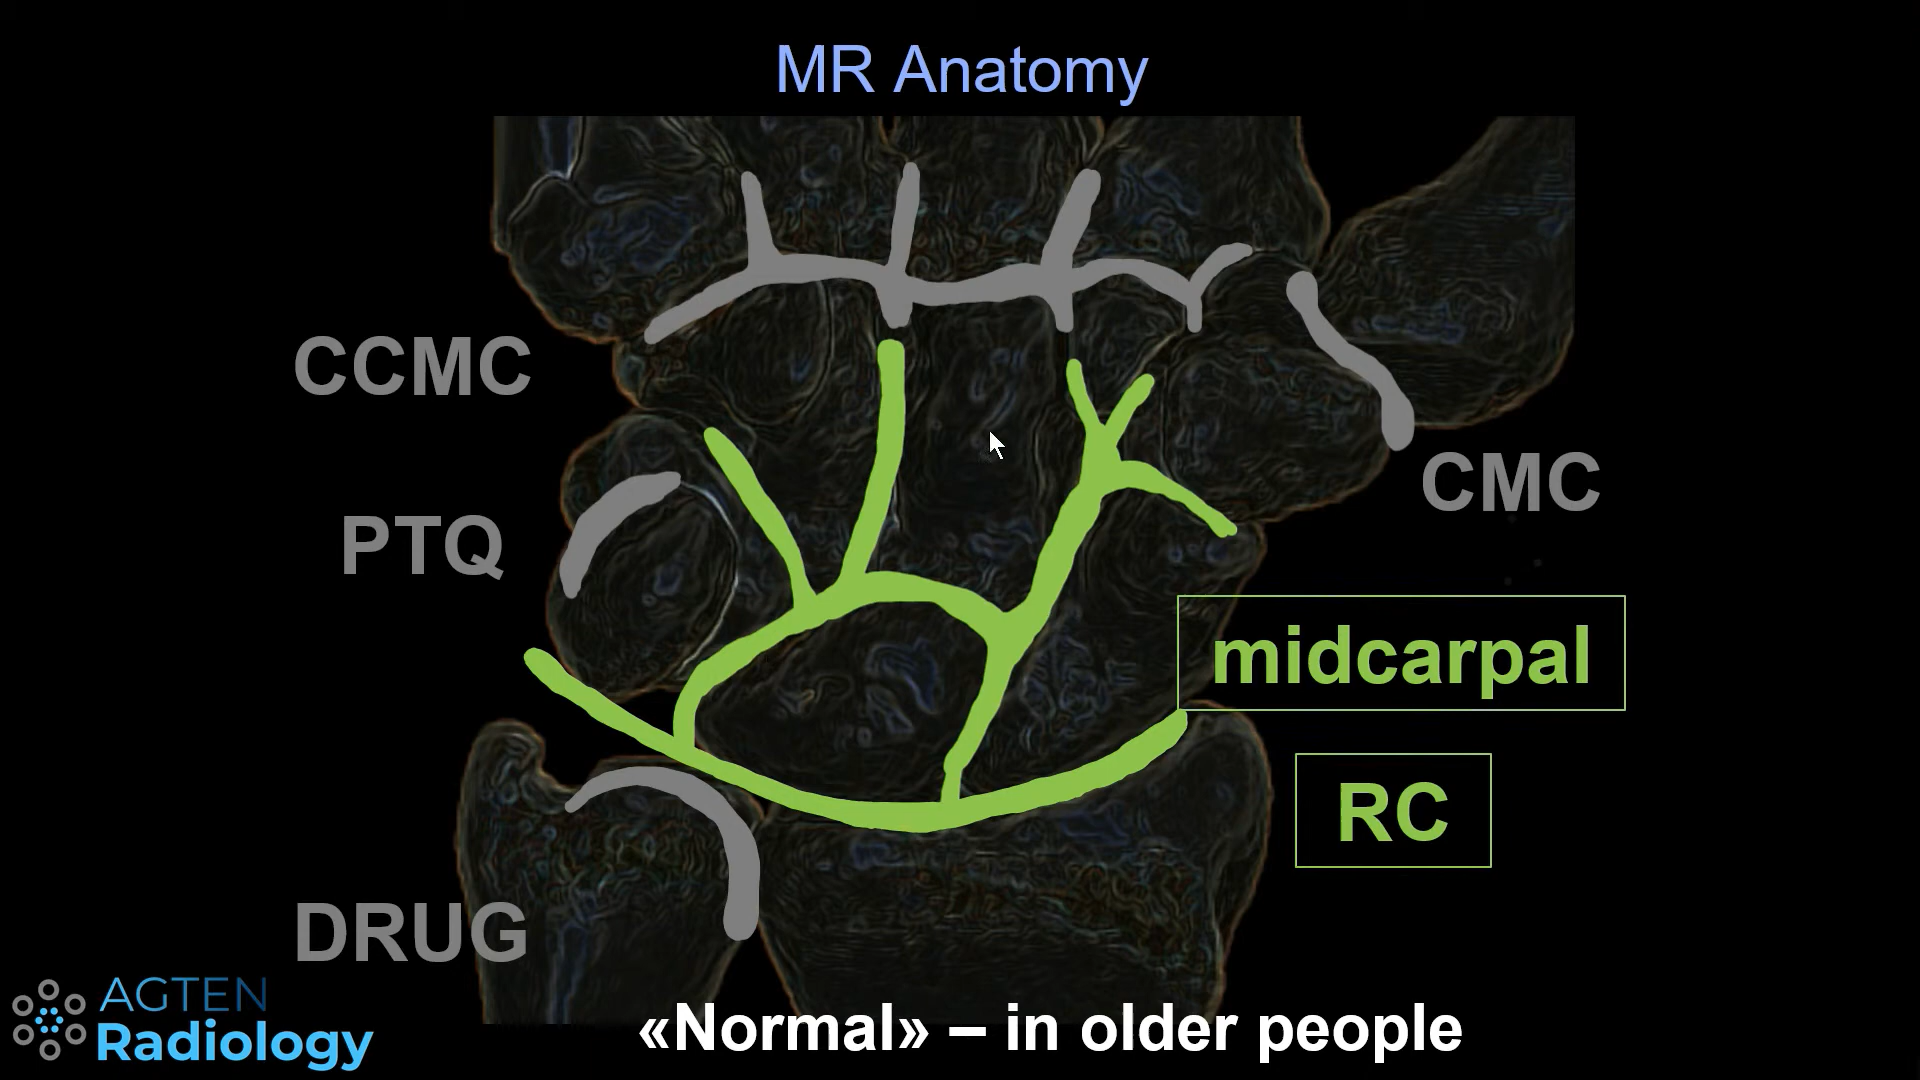 MR Anatomy
CCMC
CMC
PTQ
midcarpal
RC
DRUG
AGTEN
Radiology
«Normal» – in older people